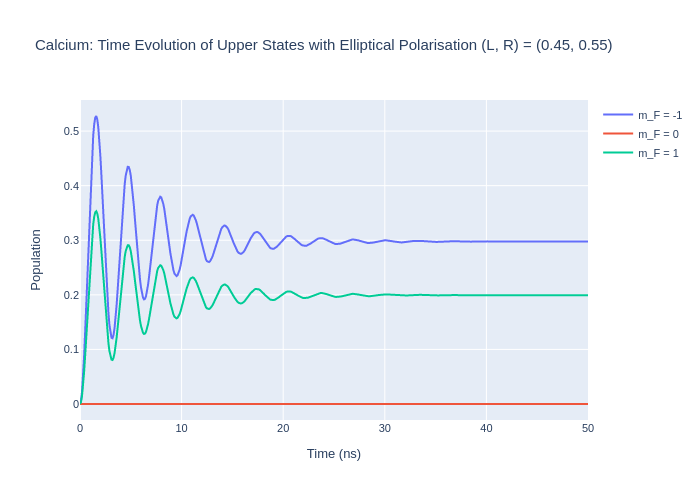 Calcium: Time Evolution of Upper States with Elliptical Polarisation (L, R) = (0.45, 0.55)
m_F = -1
m_F = 0
m_F = 1
Population
0.5
0.4
0.3
0.2
0.1
0
0 10 20 30 40 50
Time (ns)